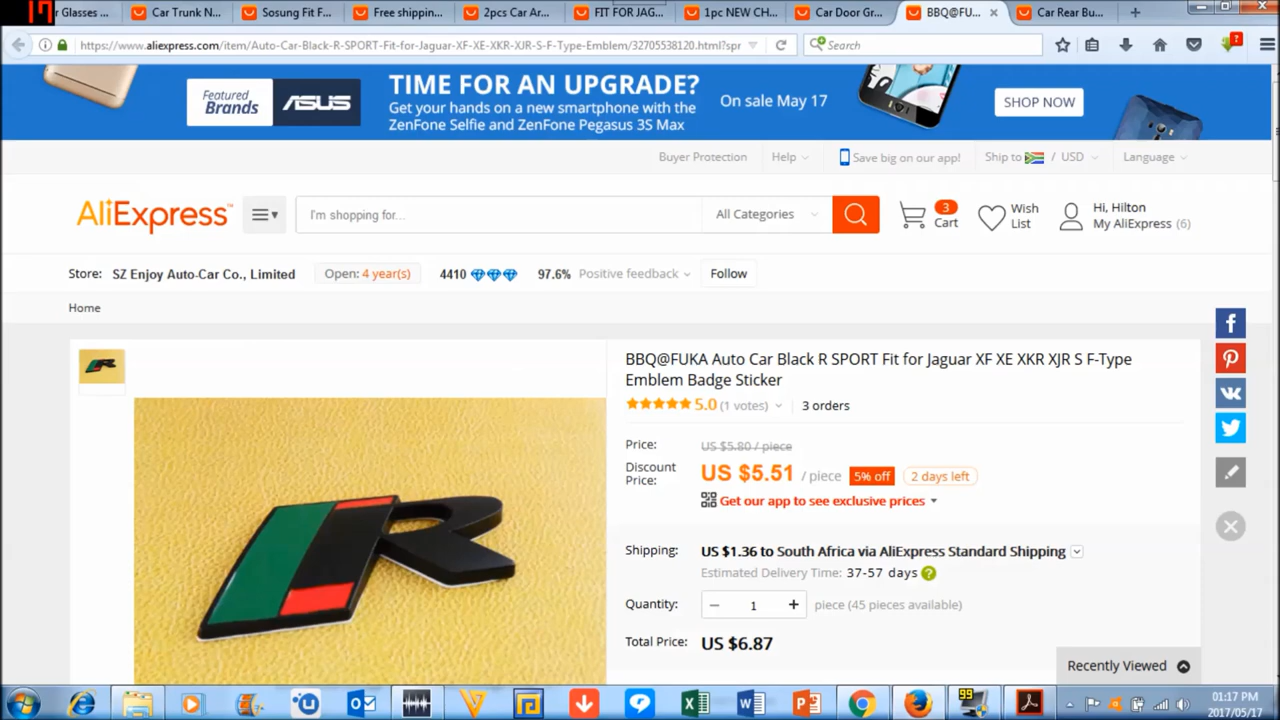 17
r Glasses ...
Car Trunk N...
Sosung Fit F...
Free shippin...
2pcs Car Ar...
FIT FOR JAG...
1pc NEW CH...
Car Door Gr...
BBQ@FU...
Car Rear Bu...
https://www.aliexpress.com/item/Auto-Car-Black-R-SPORT-Fit-for-Jaguar-XF-XE-XKR-XJR-S-F-Type-Emblem/32705538120.html?spr
Search
?
Featured
Brands
ASUS
TIME FOR AN UPGRADE?
Get your hands on a new smartphone with the
ZenFone Selfie and ZenFone Pegasus 3S Max
On sale May 17
SHOP NOW
Buyer Protection
Help
Save big on our app!
Ship to / USD
Language
AliExpress™
I'm shopping for...
All Categories
3
Cart
Wish
List
Hi, Hilton
My AliExpress (6)
Store: SZ Enjoy Auto-Car Co., Limited
Open: 4 year(s)
4410
97.6% Positive feedback
Follow
Home
BBQ@FUKA Auto Car Black R SPORT Fit for Jaguar XF XE XKR XJR S F-Type
Emblem Badge Sticker
5.0 (1 votes)
3 orders
Price: US $5.80 / piece
Discount
Price:
US $5.51 / piece
5% off
2 days left
Get our app to see exclusive prices
Shipping: US $1.36 to South Africa via AliExpress Standard Shipping
Estimated Delivery Time: 37-57 days ?
Quantity: − 1 + piece (45 pieces available)
Total Price: US $6.87
R
Recently Viewed
99
01:17 PM
2017/05/17